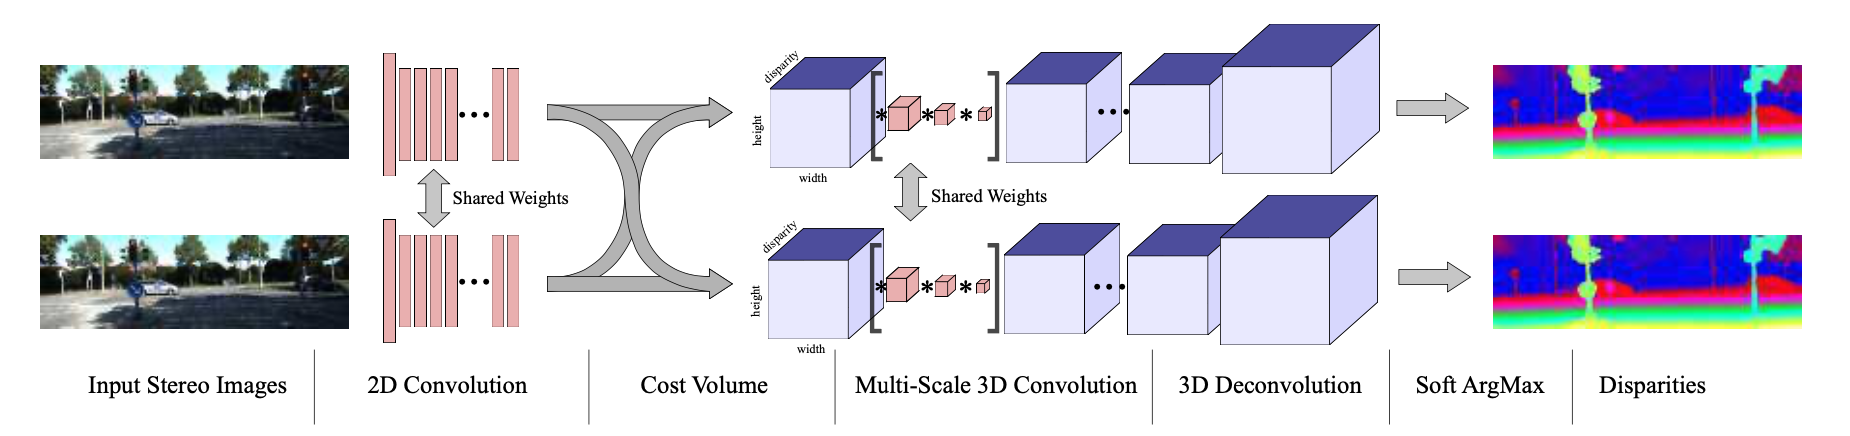 disparity
height
width
Shared Weights
Shared Weights
disparity
height
width
Input Stereo Images
2D Convolution
Cost Volume
Multi-Scale 3D Convolution
3D Deconvolution
Soft ArgMax
Disparities